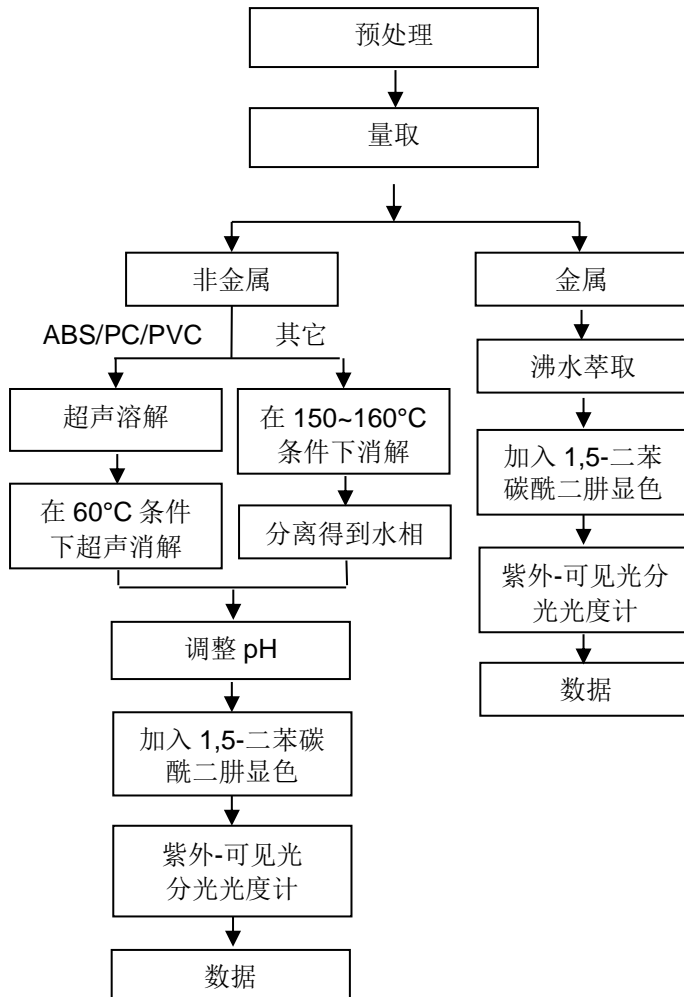 预处理
量取
非金属
金属
ABS/PC/PVC
其它
超声溶解
在 60°C 条件
下超声消解
在 150~160°C
条件下消解
分离得到水相
调整 pH
加入 1,5-二苯碳
酰二肼显色
紫外-可见光
分光光度计
数据
沸水萃取
加入 1,5-二苯
碳酰二肼显色
紫外-可见光分
光光度计
数据